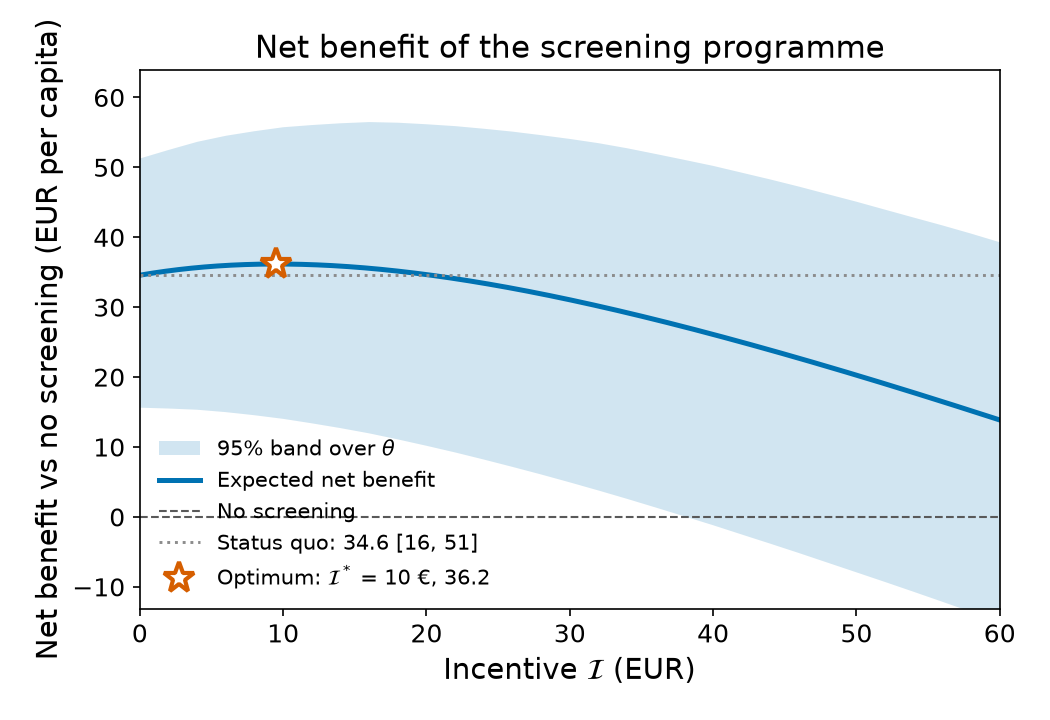 Net benefit of the screening programme
Net benefit vs no screening (EUR per capita)
60
50
40
30
20
10
0
−10
95% band over θ
Expected net benefit
No screening
Status quo: 34.6 [16, 51]
Optimum: ℐ* = 10 €, 36.2
0 10 20 30 40 50 60
Incentive ℐ (EUR)